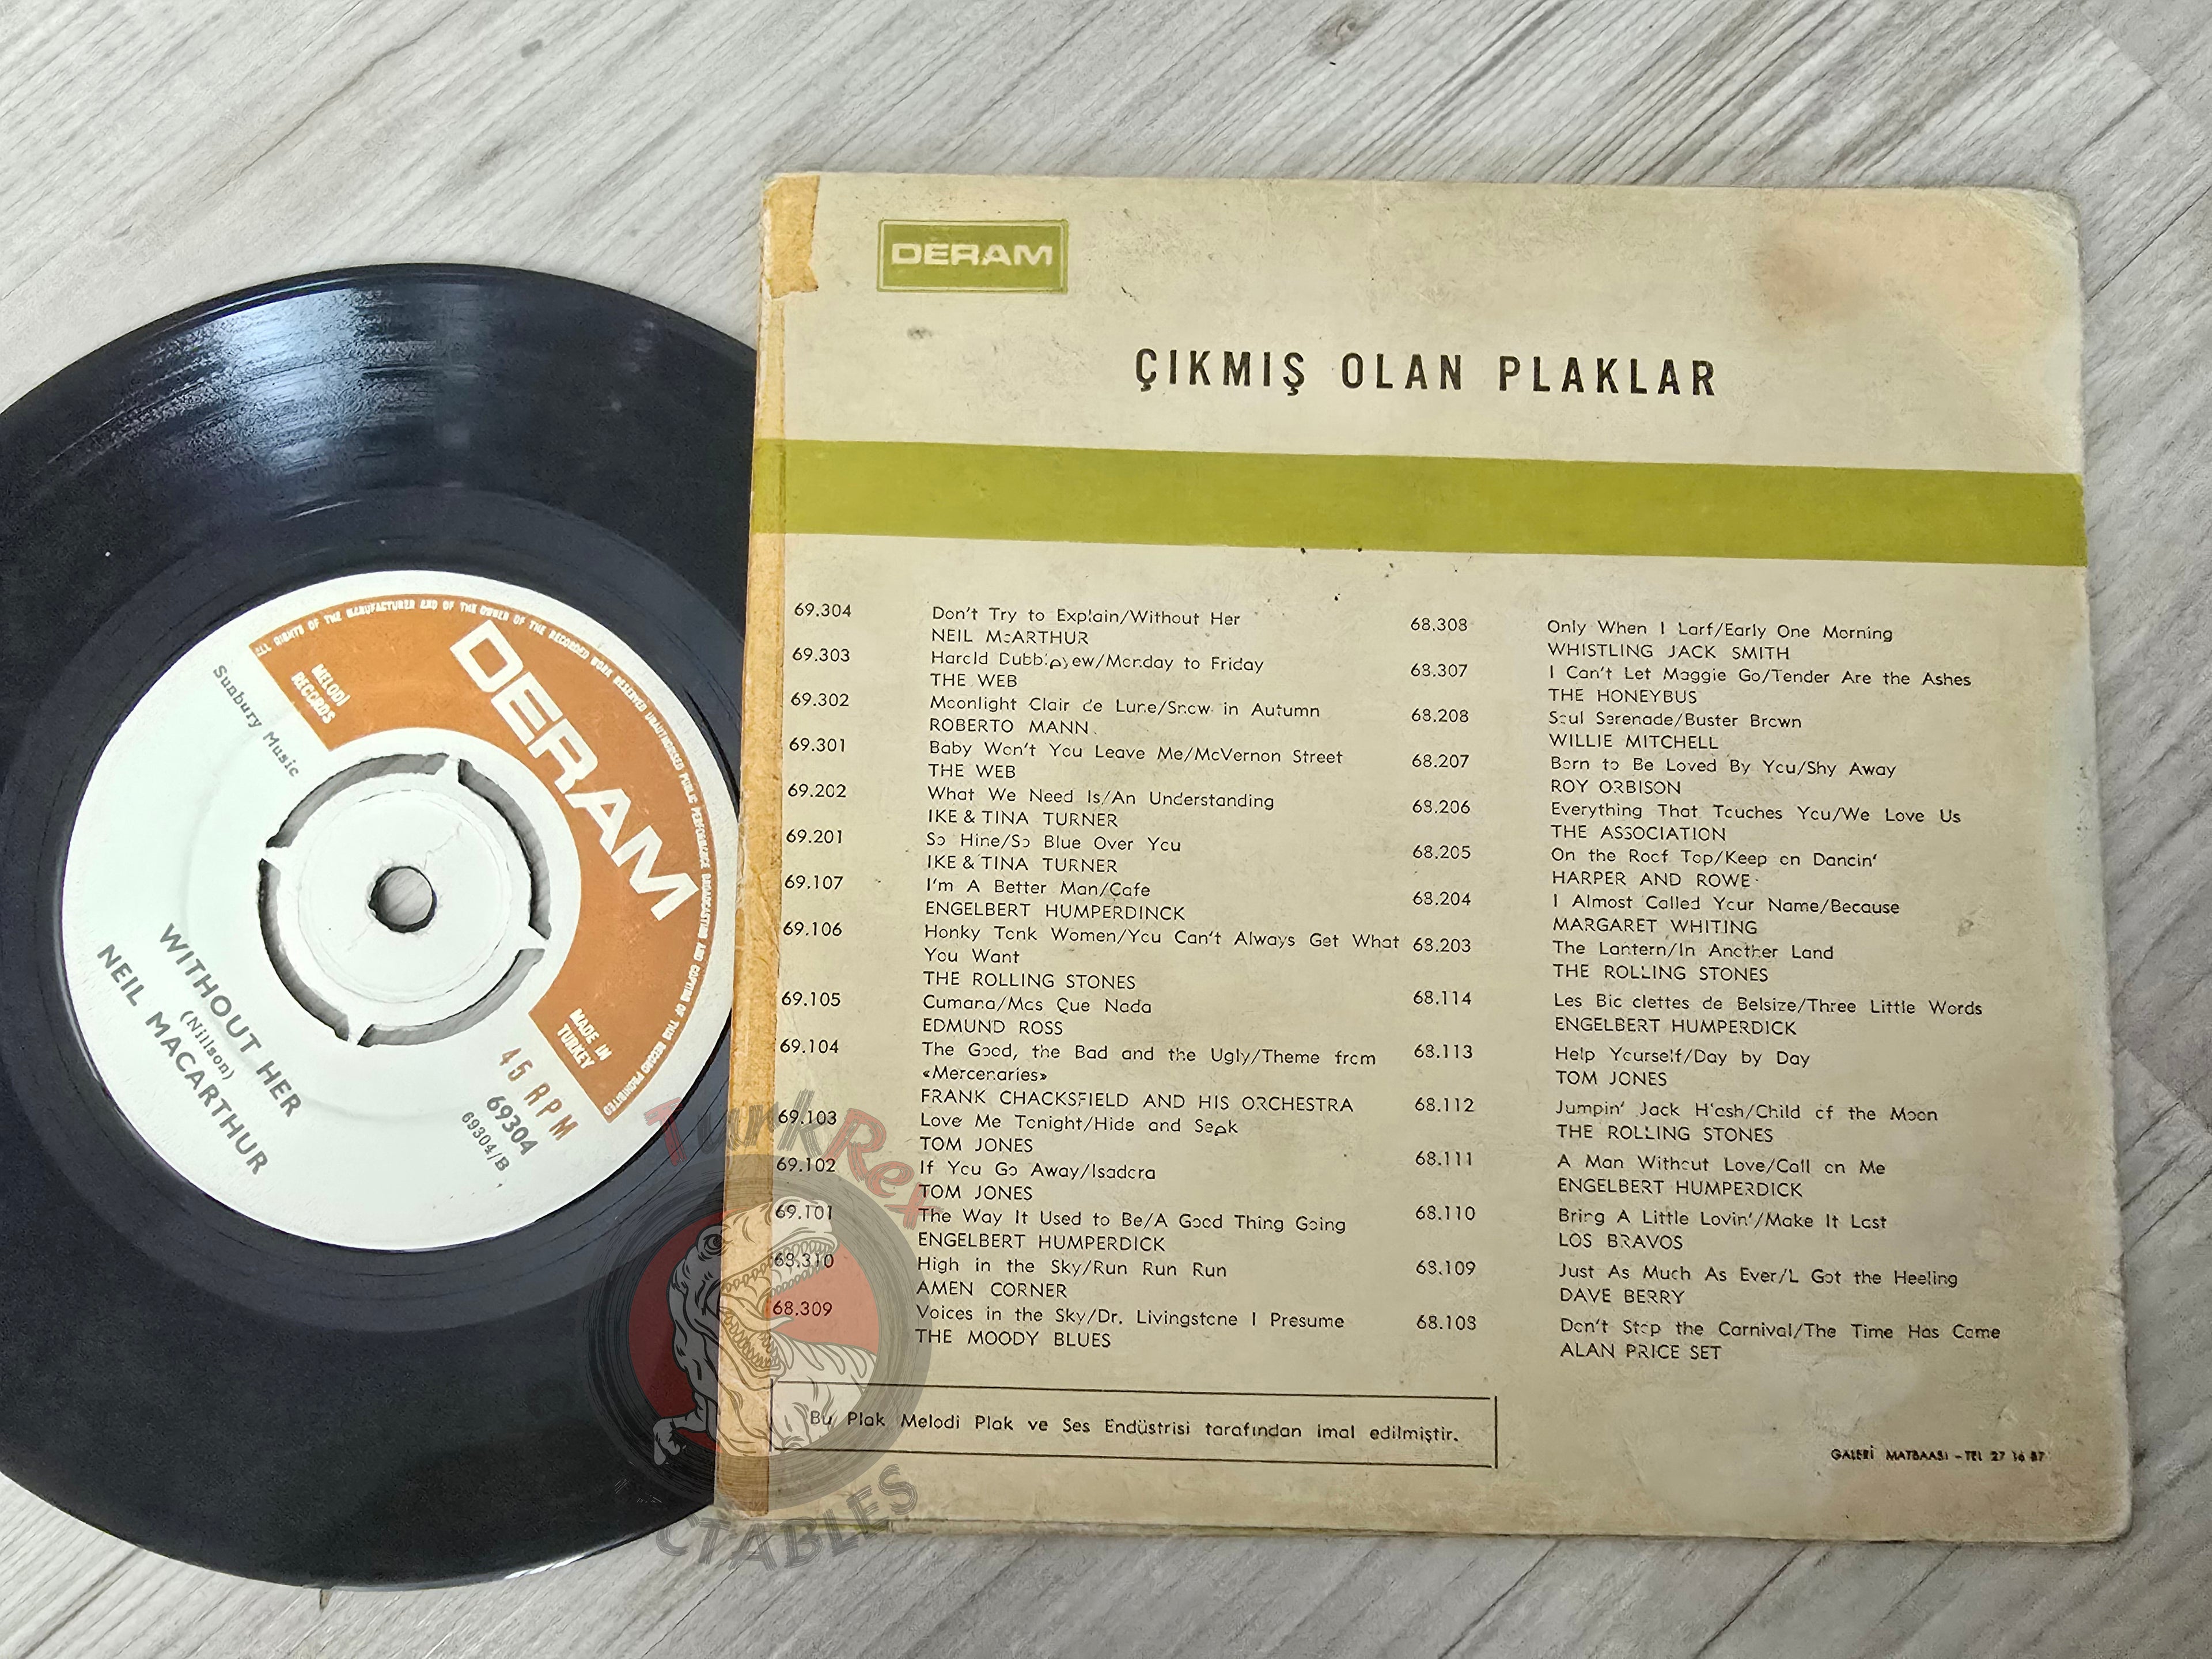 DERAM
ÇIKMIŞ OLAN PLAKLAR
69.304 Don't Try to Explain/Without Her
NEIL McARTHUR
69.303 Harold Dubbleyew/Monday to Friday
THE WEB
69.302 Moonlight Clair de Lune/Snow in Autumn
ROBERTO MANN
69.301 Baby Won't You Leave Me/McVernon Street
THE WEB
69.202 What We Need Is/An Understanding
IKE & TINA TURNER
69.201 So Hine/So Blue Over You
IKE & TINA TURNER
69.107 I'm A Better Man/Cafe
ENGELBERT HUMPERDINCK
69.106 Honky Tonk Women/You Can't Always Get What
You Want
THE ROLLING STONES
69.105 Cumana/Mas Que Nada
EDMUND ROSS
69.104 The Good, the Bad and the Ugly/Theme from
«Mercenaries»
FRANK CHACKSFIELD AND HIS ORCHESTRA
69.103 Love Me Tonight/Hide and Seek
TOM JONES
69.102 If You Go Away/Isadora
TOM JONES
69.101 The Way It Used to Be/A Good Thing Going
ENGELBERT HUMPERDICK
68.310 High in the Sky/Run Run Run
AMEN CORNER
68.309 Voices in the Sky/Dr. Livingstone I Presume
THE MOODY BLUES
68.308 Only When I Larf/Early One Morning
WHISTLING JACK SMITH
68.307 I Can't Let Maggie Go/Tender Are the Ashes
THE HONEYBUS
68.208 Soul Serenade/Buster Brown
WILLIE MITCHELL
68.207 Born to Be Loved By You/Shy Away
ROY ORBISON
68.206 Everything That Touches You/We Love Us
THE ASSOCIATION
68.205 On the Roof Top/Keep on Dancin'
HARPER AND ROWE
68.204 I Almost Called Your Name/Because
MARGARET WHITING
68.203 The Lantern/In Another Land
THE ROLLING STONES
68.114 Les Bic clettes de Belsize/Three Little Words
ENGELBERT HUMPERDICK
68.113 Help Yourself/Day by Day
TOM JONES
68.112 Jumpin' Jack Flash/Child of the Moon
THE ROLLING STONES
68.111 A Man Without Love/Call on Me
ENGELBERT HUMPERDICK
68.110 Bring A Little Lovin'/Make It Last
LOS BRAVOS
68.109 Just As Much As Ever/L Got the Heeling
DAVE BERRY
68.108 Don't Stop the Carnival/The Time Has Come
ALAN PRICE SET
Bu Plak Melodi Plak ve Ses Endüstrisi tarafından imal edilmiştir.
GALERİ MATBAASI - TEL 27 16 87
ALL RIGHTS OF THE MANUFACTURER AND OF THE OWNER OF THE RECORDED WORK RESERVED UNAUTHORISED PUBLIC PERFORMANCE BROADCASTING AND COPYING OF THIS RECORD PROHIBITED
MELODİ
RECORDS
DERAM
MADE IN
TURKEY
Sunbury Music
45 RPM
69304
69304/B
WITHOUT HER
(Nillson)
NEIL MACARTHUR
FunkRex
CTABLES